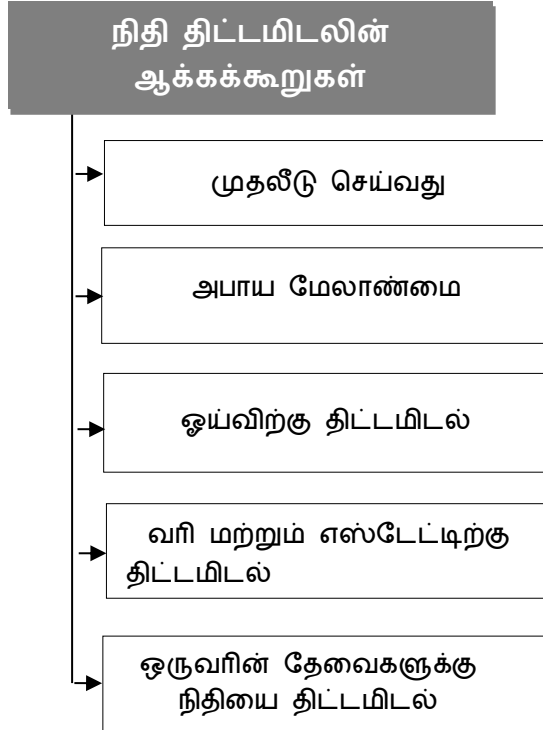 நிதி திட்டமிடலின்
ஆக்கக்கூறுகள்
முதலீடு செய்வது
அபாய மேலாண்மை
ஓய்விற்கு திட்டமிடல்
வரி மற்றும் எஸ்டேட்டிற்கு
திட்டமிடல்
ஒருவரின் தேவைகளுக்கு
நிதியை திட்டமிடல்